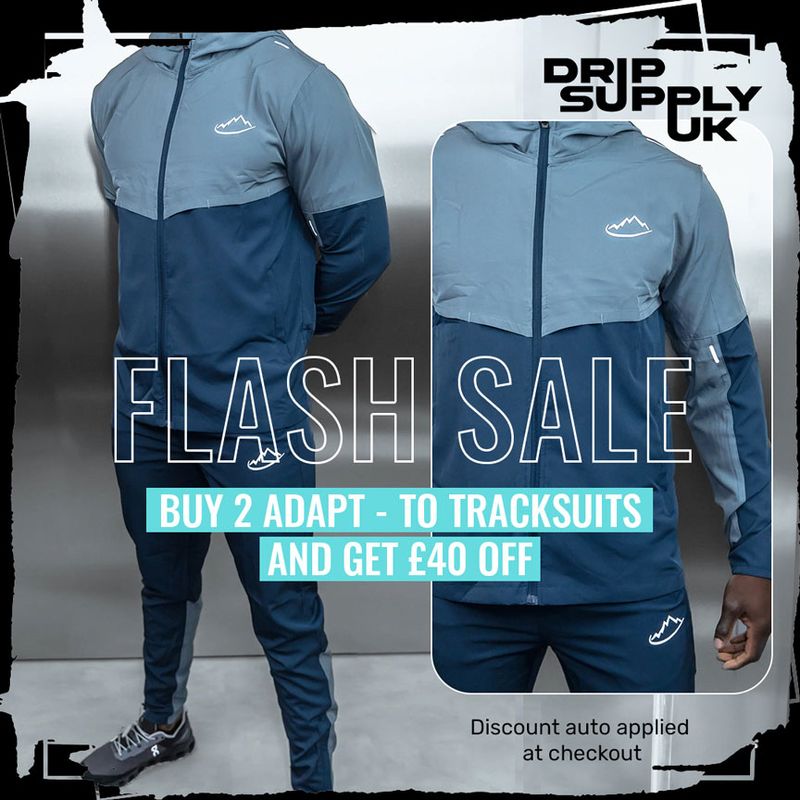 DRIP
SUPPLY
UK
FLASH SALE
BUY 2 ADAPT - TO TRACKSUITS
AND GET £40 OFF
Discount auto applied
at checkout